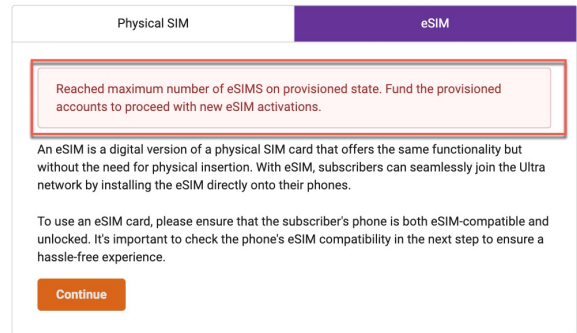 Physical SIM
eSIM
Reached maximum number of eSIMS on provisioned state. Fund the provisioned
accounts to proceed with new eSIM activations.
An eSIM is a digital version of a physical SIM card that offers the same functionality but
without the need for physical insertion. With eSIM, subscribers can seamlessly join the Ultra
network by installing the eSIM directly onto their phones.
To use an eSIM card, please ensure that the subscriber's phone is both eSIM-compatible and
unlocked. It's important to check the phone's eSIM compatibility in the next step to ensure a
hassle-free experience.
Continue